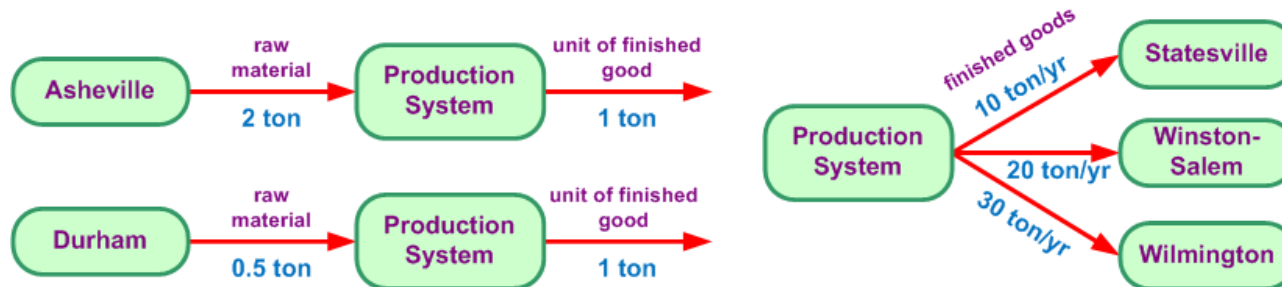 Asheville
raw
material
2 ton
Production
System
unit of finished
good
1 ton
Durham
raw
material
0.5 ton
Production
System
unit of finished
good
1 ton
Production
System
finished goods
10 ton/yr
Statesville
20 ton/yr
Winston-
Salem
30 ton/yr
Wilmington